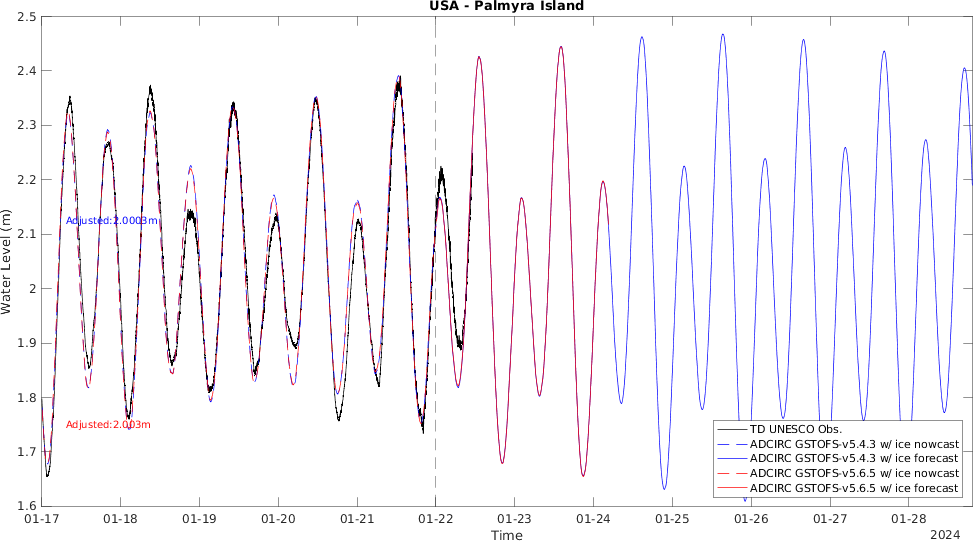 USA - Palmyra Island
2.5
2.4
2.3
2.2
2.1
2
1.9
1.8
1.7
1.6
Water Level (m)
Adjusted:2.0003m
Adjusted:2.003m
TD UNESCO Obs.
ADCIRC GSTOFS-v5.4.3 w/ ice nowcast
ADCIRC GSTOFS-v5.4.3 w/ ice forecast
ADCIRC GSTOFS-v5.6.5 w/ ice nowcast
ADCIRC GSTOFS-v5.6.5 w/ ice forecast
01-17 01-18 01-19 01-20 01-21 01-22 01-23 01-24 01-25 01-26 01-27 01-28
Time
2024